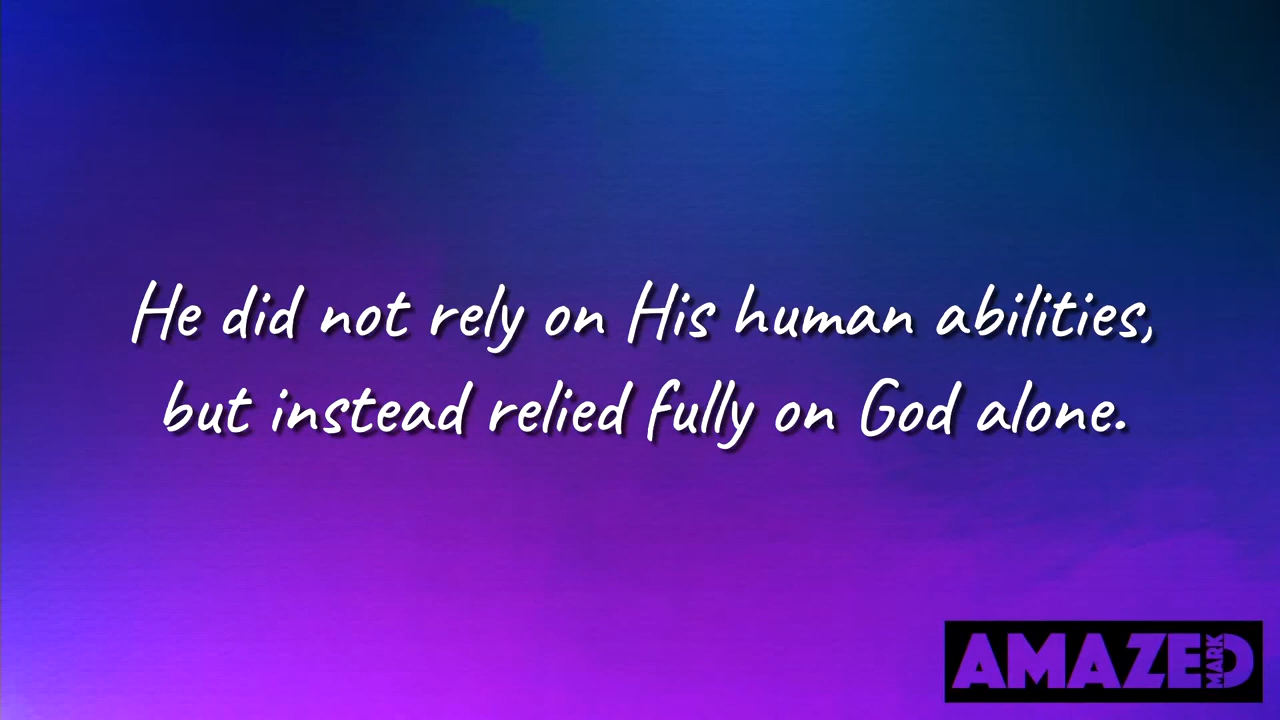 He did not rely on His human abilities,
but instead relied fully on God alone.
AMAZED
MARK